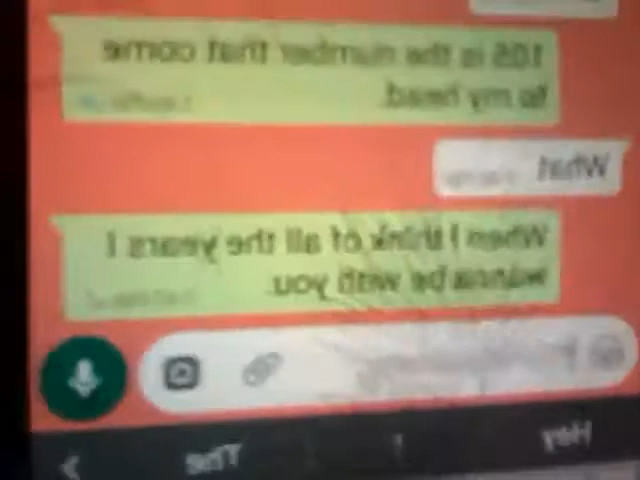 105 is the number that come
to my head.
What
When I think of all the years I
wanna be with you.
Hey
I
The